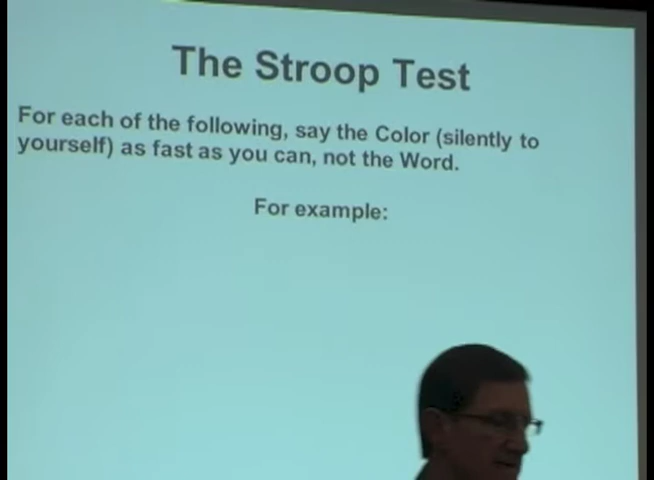 The Stroop Test
For each of the following, say the Color (silently to
yourself) as fast as you can, not the Word.
For example: